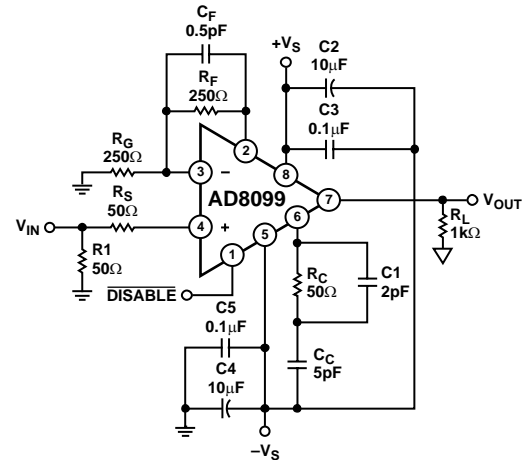 CF
0.5pF
RF
250Ω
+VS
C2
10µF
C3
0.1µF
RG
250Ω
2
3
–
8
AD8099
7
VOUT
RS
50Ω
VIN
4
+
6
5
1
RL
1kΩ
R1
50Ω
DISABLE
RC
50Ω
C1
2pF
C5
0.1µF
CC
5pF
C4
10µF
–VS